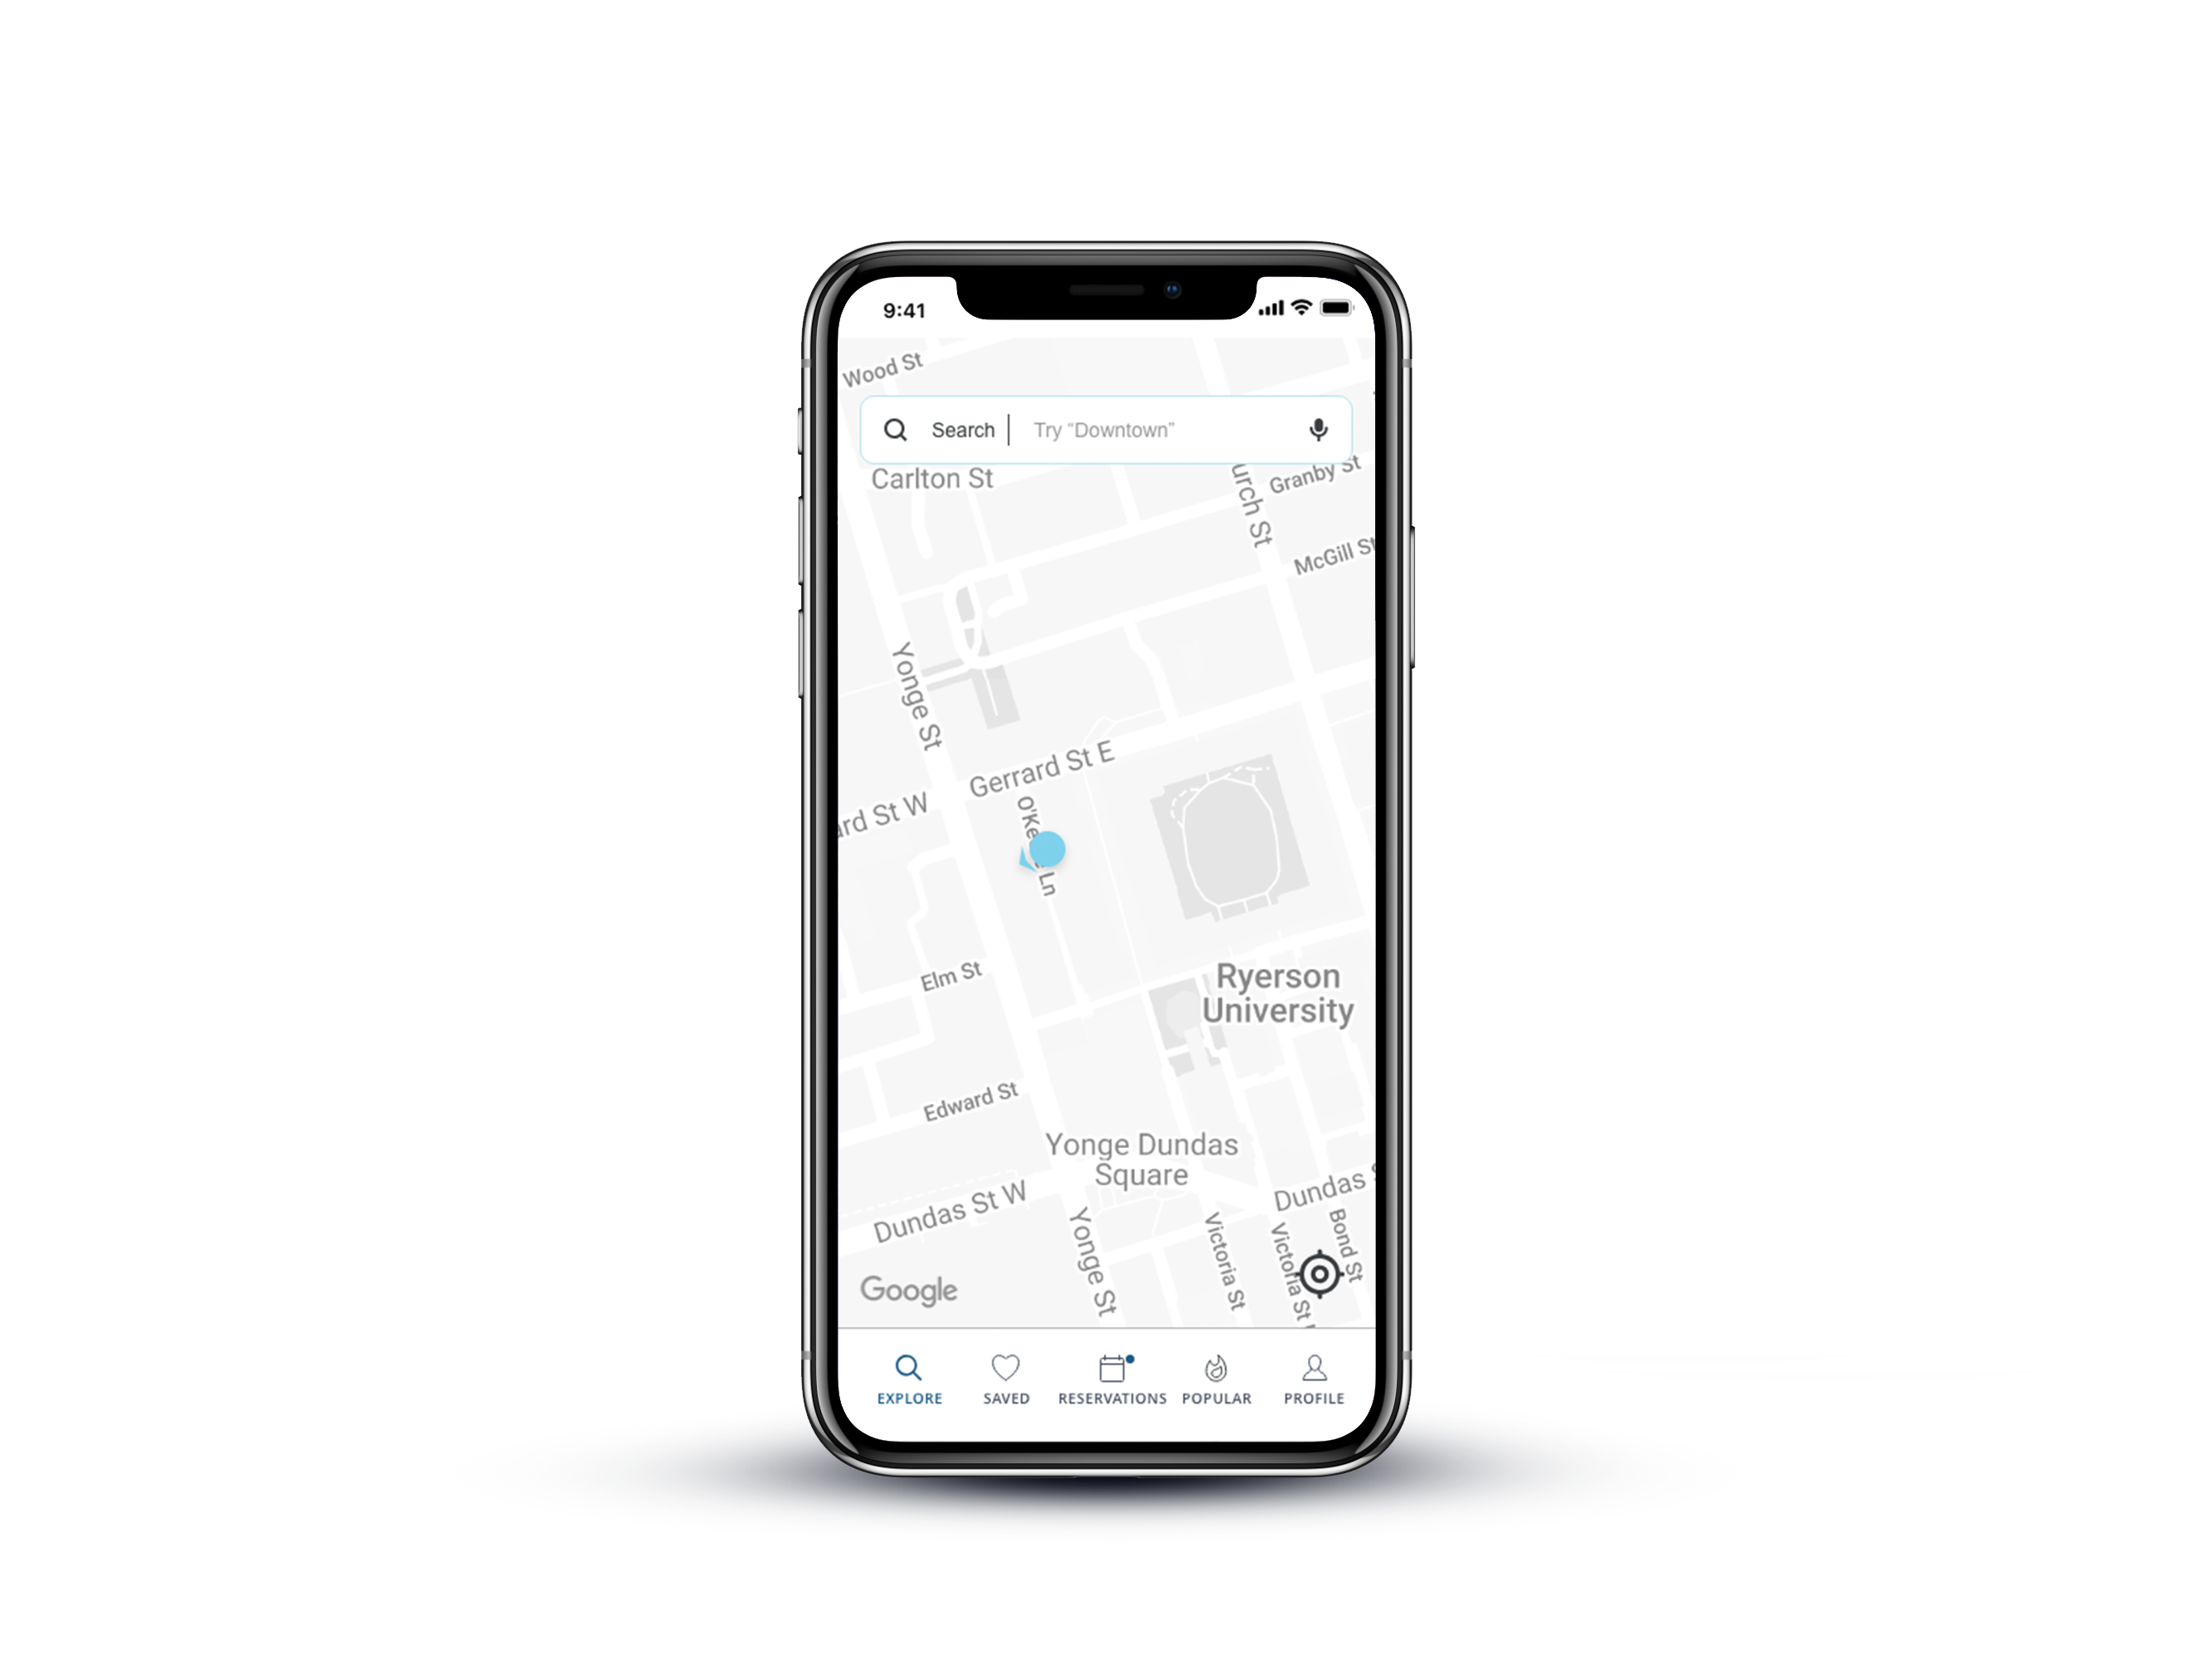 9:41
Wood St
Search
Try “Downtown”
Carlton St
urch St
Granby St
McGill St
Yonge St
Gerrard St E
ard St W
Ln
Elm St
Ryerson
University
Edward St
Yonge Dundas
Square
Dundas St W
Dundas
Yonge St
Victoria St
Victoria St
Bond St
Google
EXPLORE
SAVED
RESERVATIONS
POPULAR
PROFILE